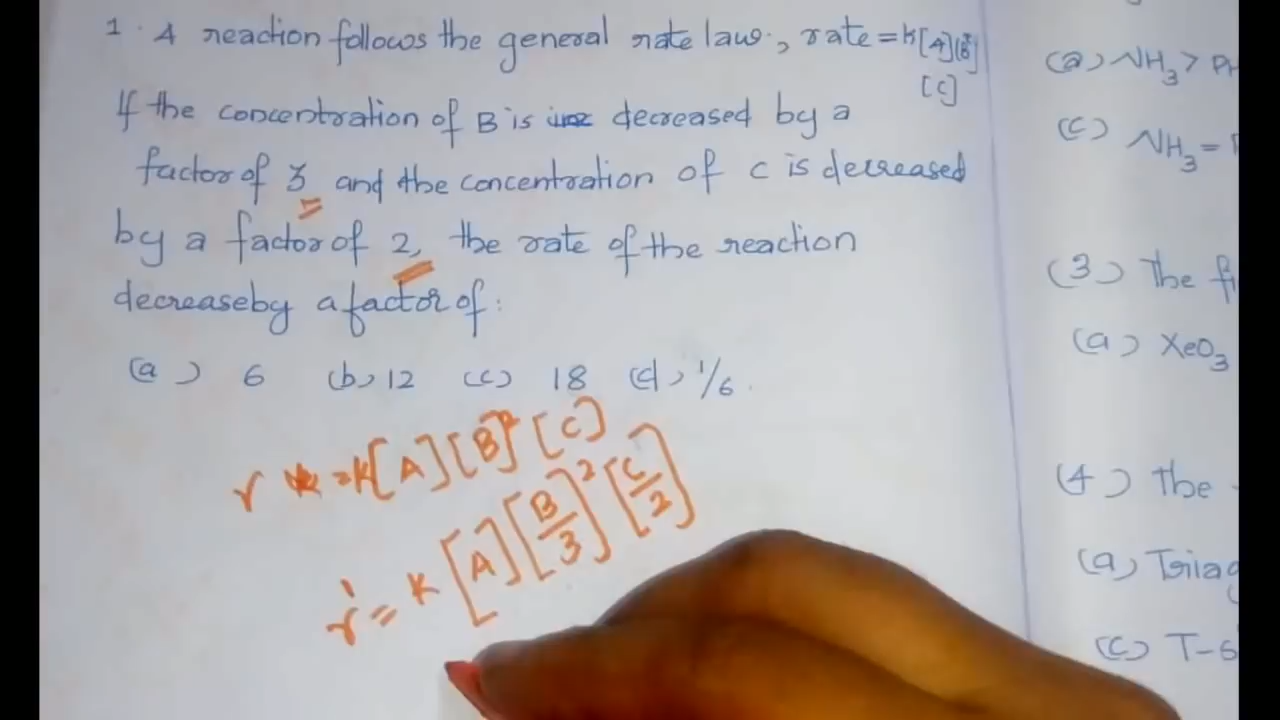 1. A reaction follows the general rate law., rate = k[A][B²]
[C]
If the concentration of B is decreased by a
factor of 3 and the concentration of C is decreased
by a factor of 2, the rate of the reaction
decrease by a factor of :
(a) 6 (b) 12 (c) 18 (d) 1/6.
r = k[A][B]² [C]
r' = k [A] [B/3]² [C/2]
(a) NH₃ >
(c) NH₃ =
(3) The
(a) XeO₃
(4) The
(a)
(c) T-